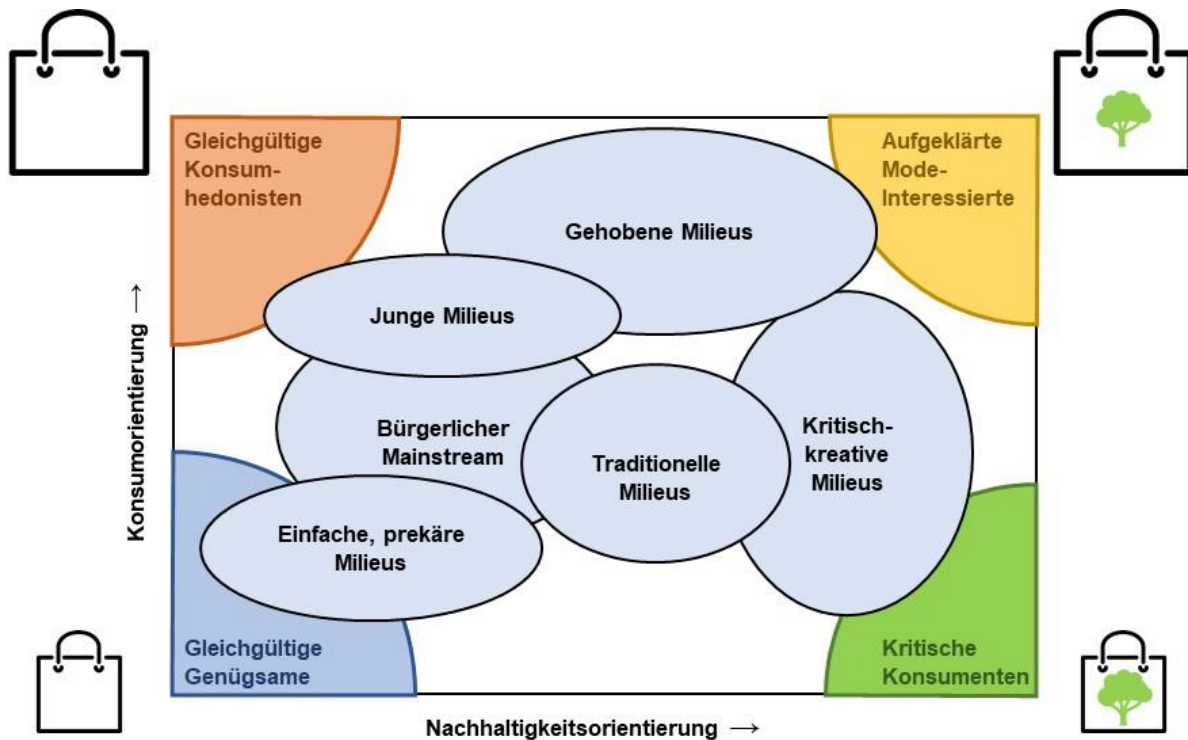 Gleichgültige
Konsum-
hedonisten
Aufgeklärte
Mode-
Interessierte
Gehobene Milieus
Junge Milieus
Konsumorientierung →
Bürgerlicher
Mainstream
Kritisch-
kreative
Milieus
Traditionelle
Milieus
Einfache, prekäre
Milieus
Gleichgültige
Genügsame
Kritische
Konsumenten
Nachhaltigkeitsorientierung →